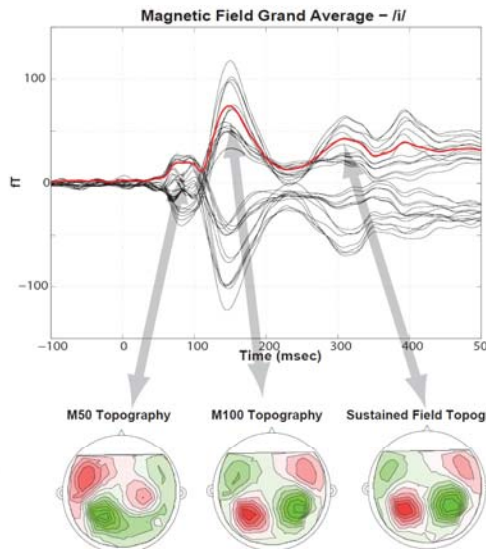 Magnetic Field Grand Average – /i/
100
fT
0
−100
−100 0 100 200 300 400 50
Time (msec)
M50 Topography M100 Topography Sustained Field Topog